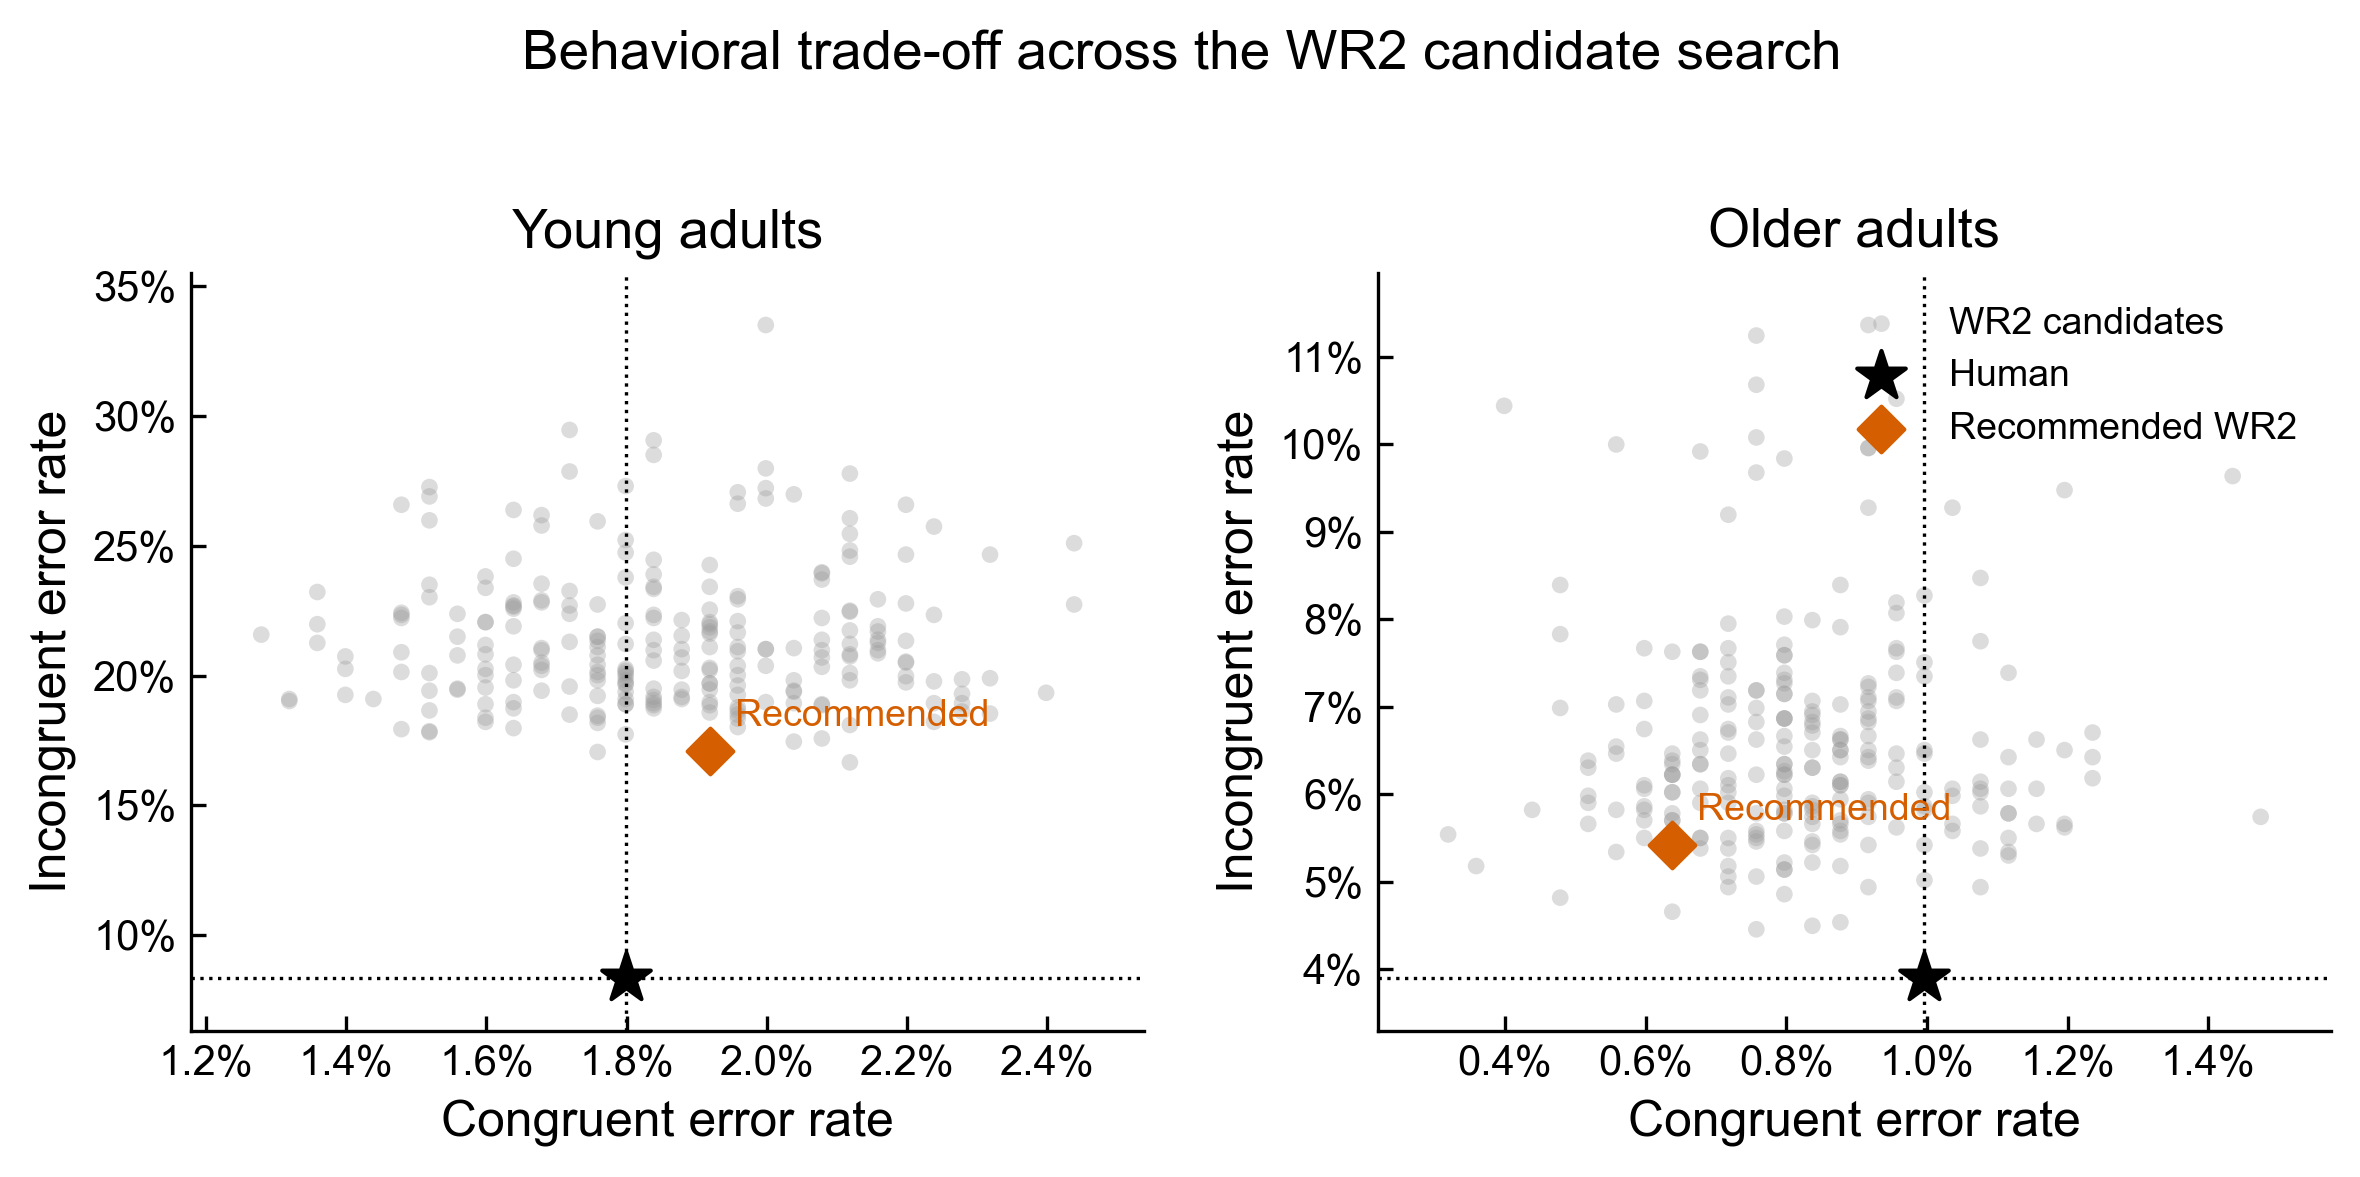 Behavioral trade-off across the WR2 candidate search
Young adults
Incongruent error rate
35%
30%
25%
20%
15%
10%
Recommended
1.2%
1.4%
1.6%
1.8%
2.0%
2.2%
2.4%
Congruent error rate
Older adults
Incongruent error rate
11%
10%
9%
8%
7%
6%
5%
4%
WR2 candidates
Human
Recommended WR2
Recommended
0.4%
0.6%
0.8%
1.0%
1.2%
1.4%
Congruent error rate